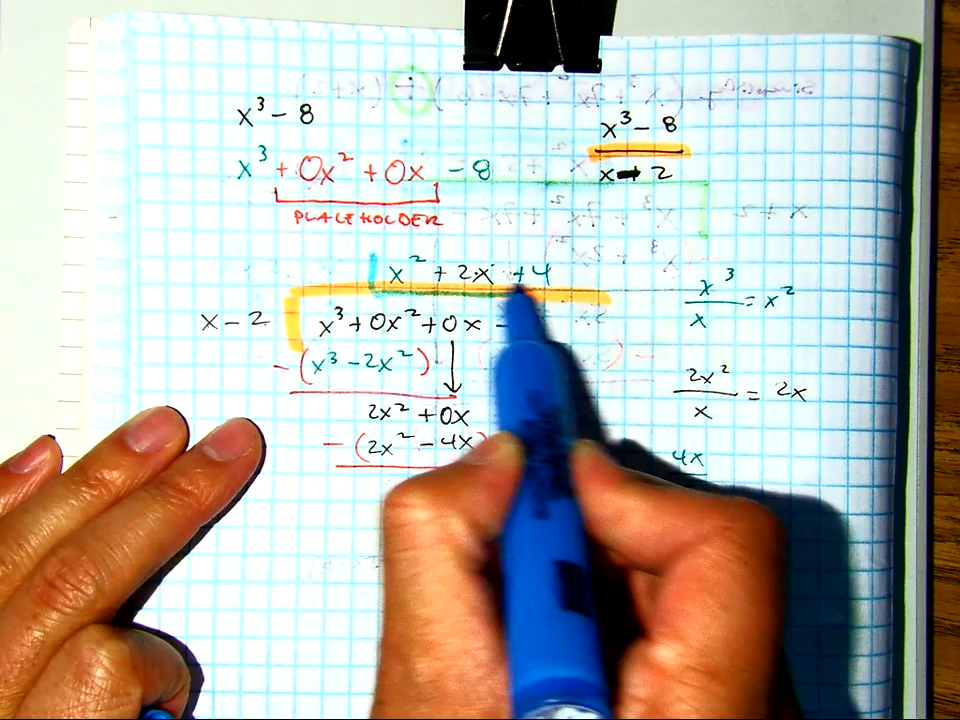 x³ - 8
x³ + 0x² + 0x - 8
PLACEHOLDER
x³ - 8
x - 2
x² + 2x + 4
x - 2
x³ + 0x² + 0x -
- (x³ - 2x²)
2x² + 0x
- (2x² - 4x)
x³/x = x²
2x²/x = 2x
4x